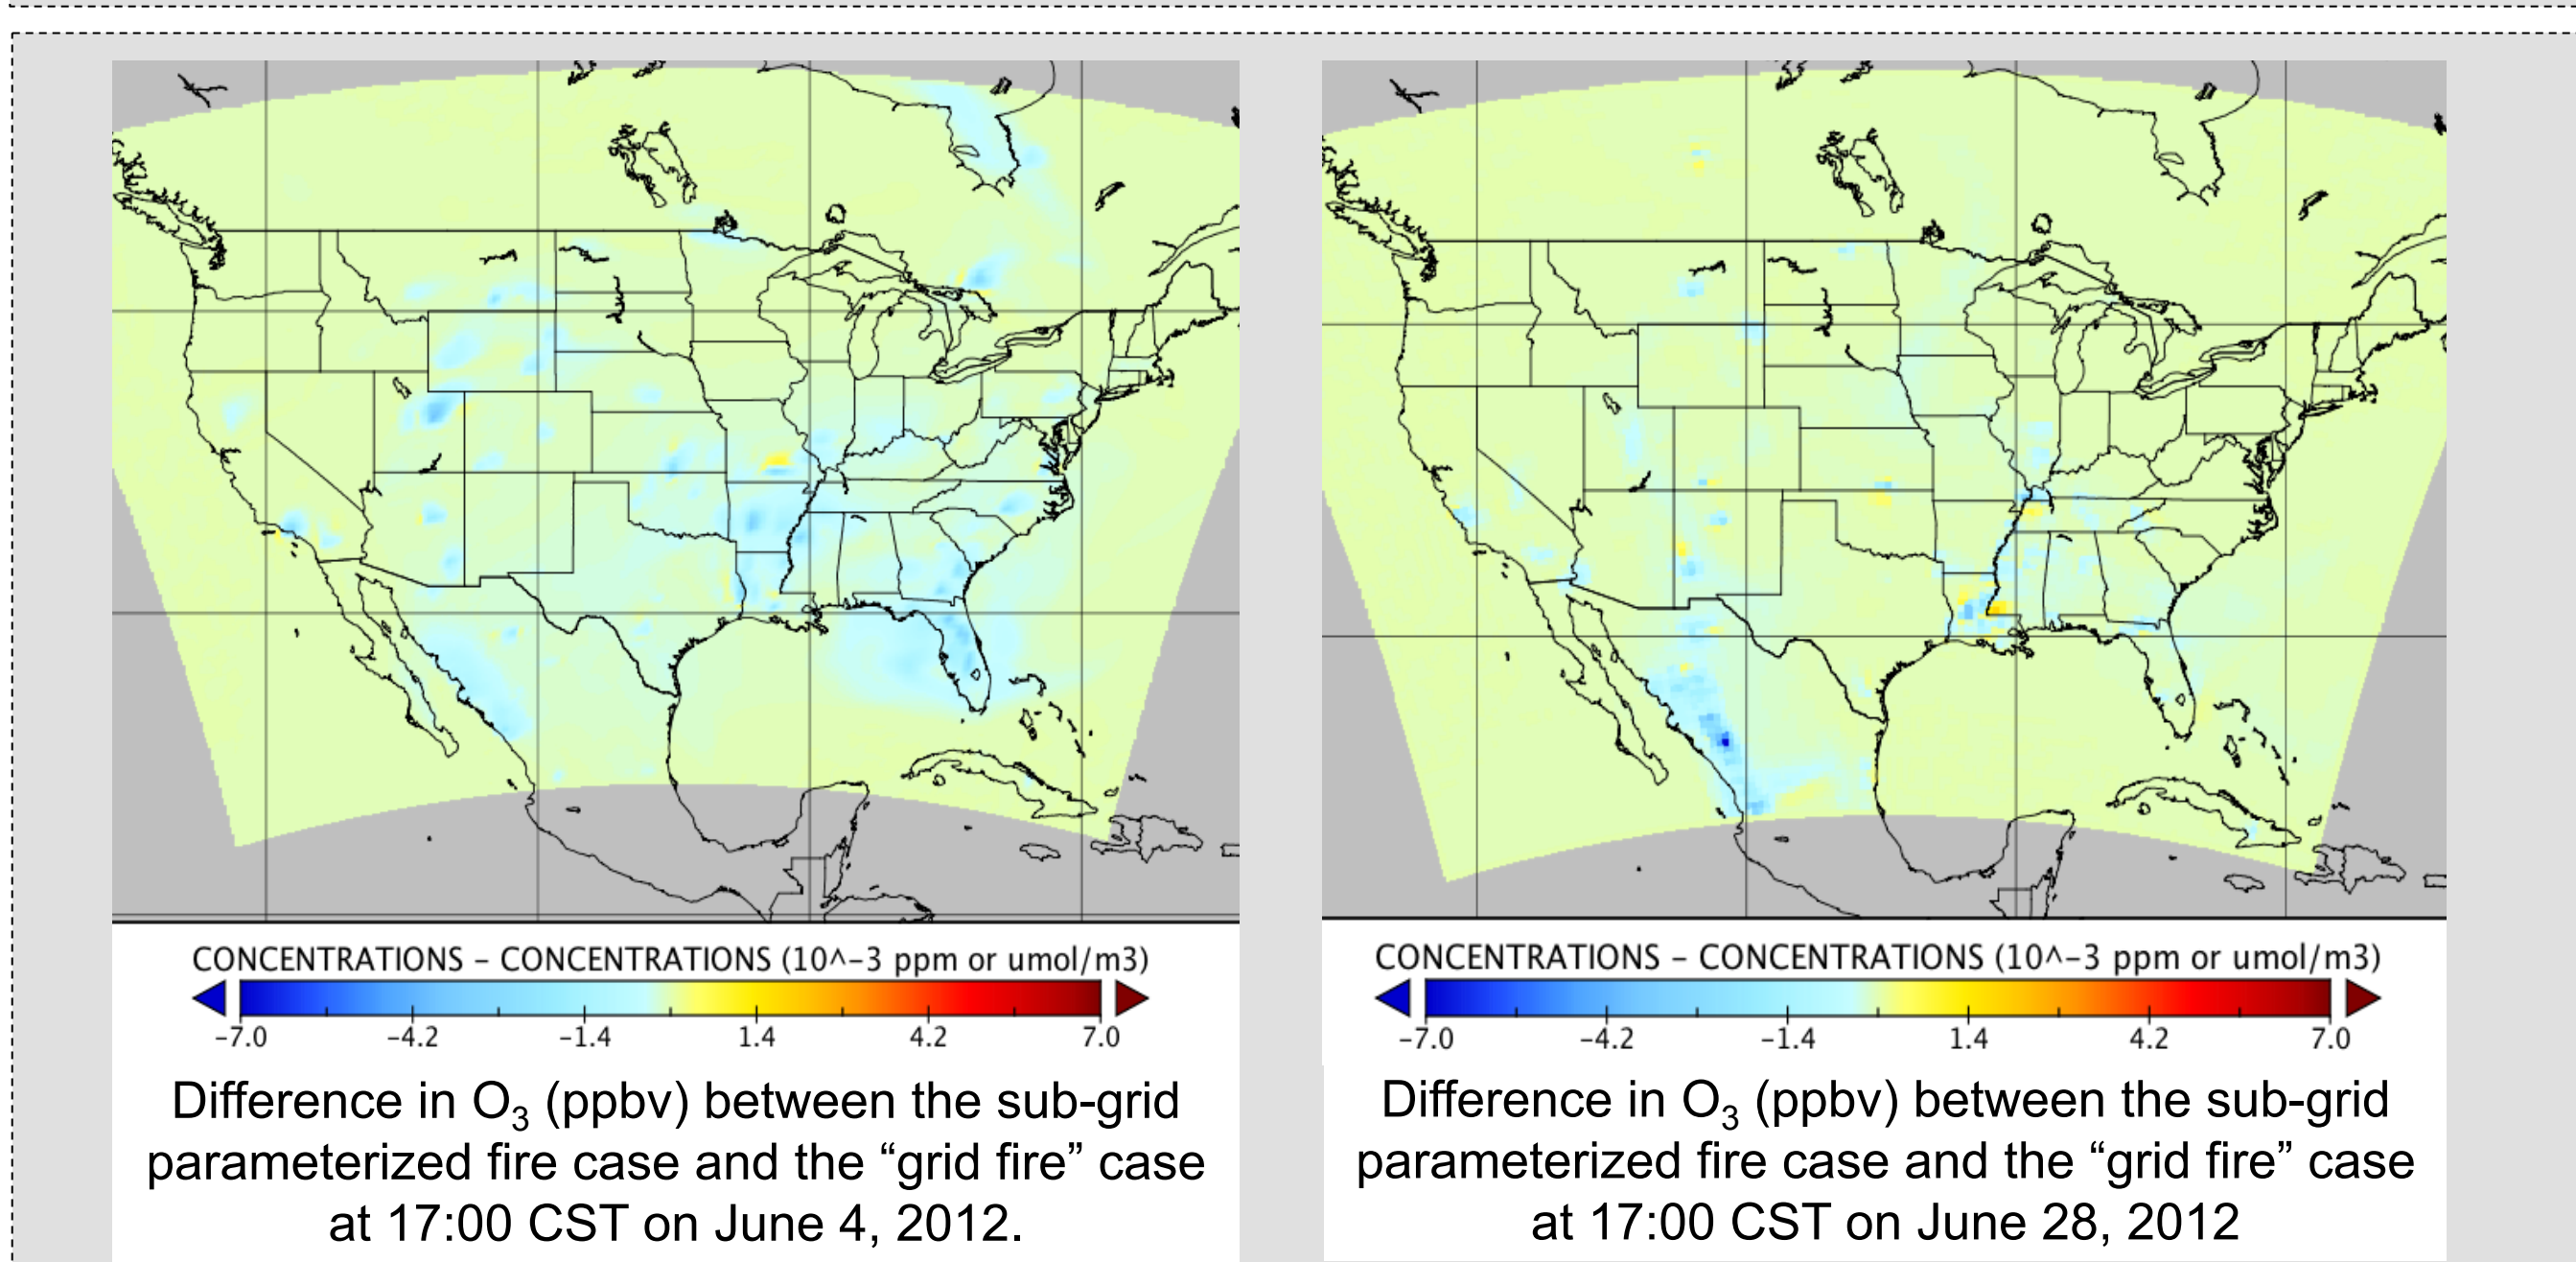 CONCENTRATIONS – CONCENTRATIONS (10^–3 ppm or umol/m3)
–7.0 –4.2 –1.4 1.4 4.2 7.0
Difference in O₃ (ppbv) between the sub-grid
parameterized fire case and the “grid fire” case
at 17:00 CST on June 4, 2012.
CONCENTRATIONS – CONCENTRATIONS (10^–3 ppm or umol/m3)
–7.0 –4.2 –1.4 1.4 4.2 7.0
Difference in O₃ (ppbv) between the sub-grid
parameterized fire case and the “grid fire” case
at 17:00 CST on June 28, 2012